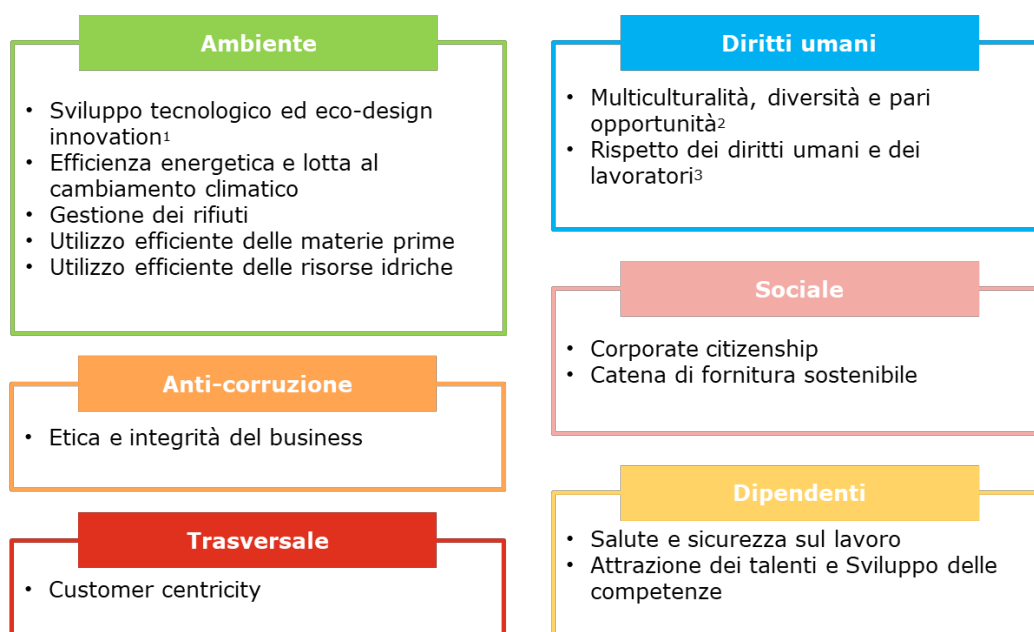 Ambiente
• Sviluppo tecnologico ed eco-design
innovation1
• Efficienza energetica e lotta al
cambiamento climatico
• Gestione dei rifiuti
• Utilizzo efficiente delle materie prime
• Utilizzo efficiente delle risorse idriche
Anti-corruzione
• Etica e integrità del business
Trasversale
• Customer centricity
Diritti umani
• Multiculturalità, diversità e pari
opportunità2
• Rispetto dei diritti umani e dei
lavoratori3
Sociale
• Corporate citizenship
• Catena di fornitura sostenibile
Dipendenti
• Salute e sicurezza sul lavoro
• Attrazione dei talenti e Sviluppo delle
competenze